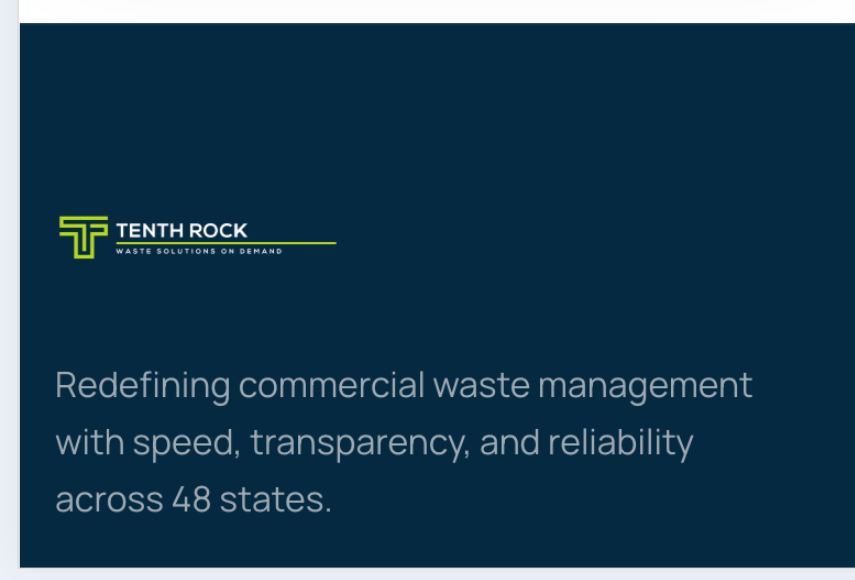 TENTH ROCK
WASTE SOLUTIONS ON DEMAND
Redefining commercial waste management
with speed, transparency, and reliability
across 48 states.